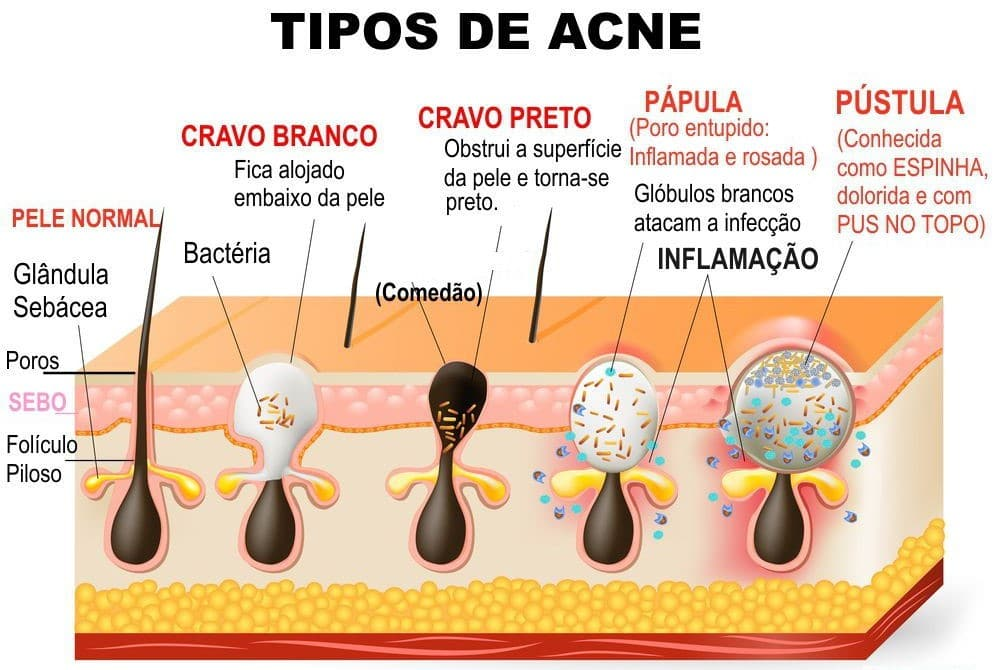 TIPOS DE ACNE
PELE NORMAL
Glândula
Sebácea
Poros
SEBO
Folículo
Piloso
CRAVO BRANCO
Fica alojado
embaixo da pele
Bactéria
CRAVO PRETO
Obstrui a superfície
da pele e torna-se
preto.
(Comedão)
PÁPULA
(Poro entupido:
Inflamada e rosada )
Glóbulos brancos
atacam a infecção
INFLAMAÇÃO
PÚSTULA
(Conhecida
como ESPINHA,
dolorida e com
PUS NO TOPO)